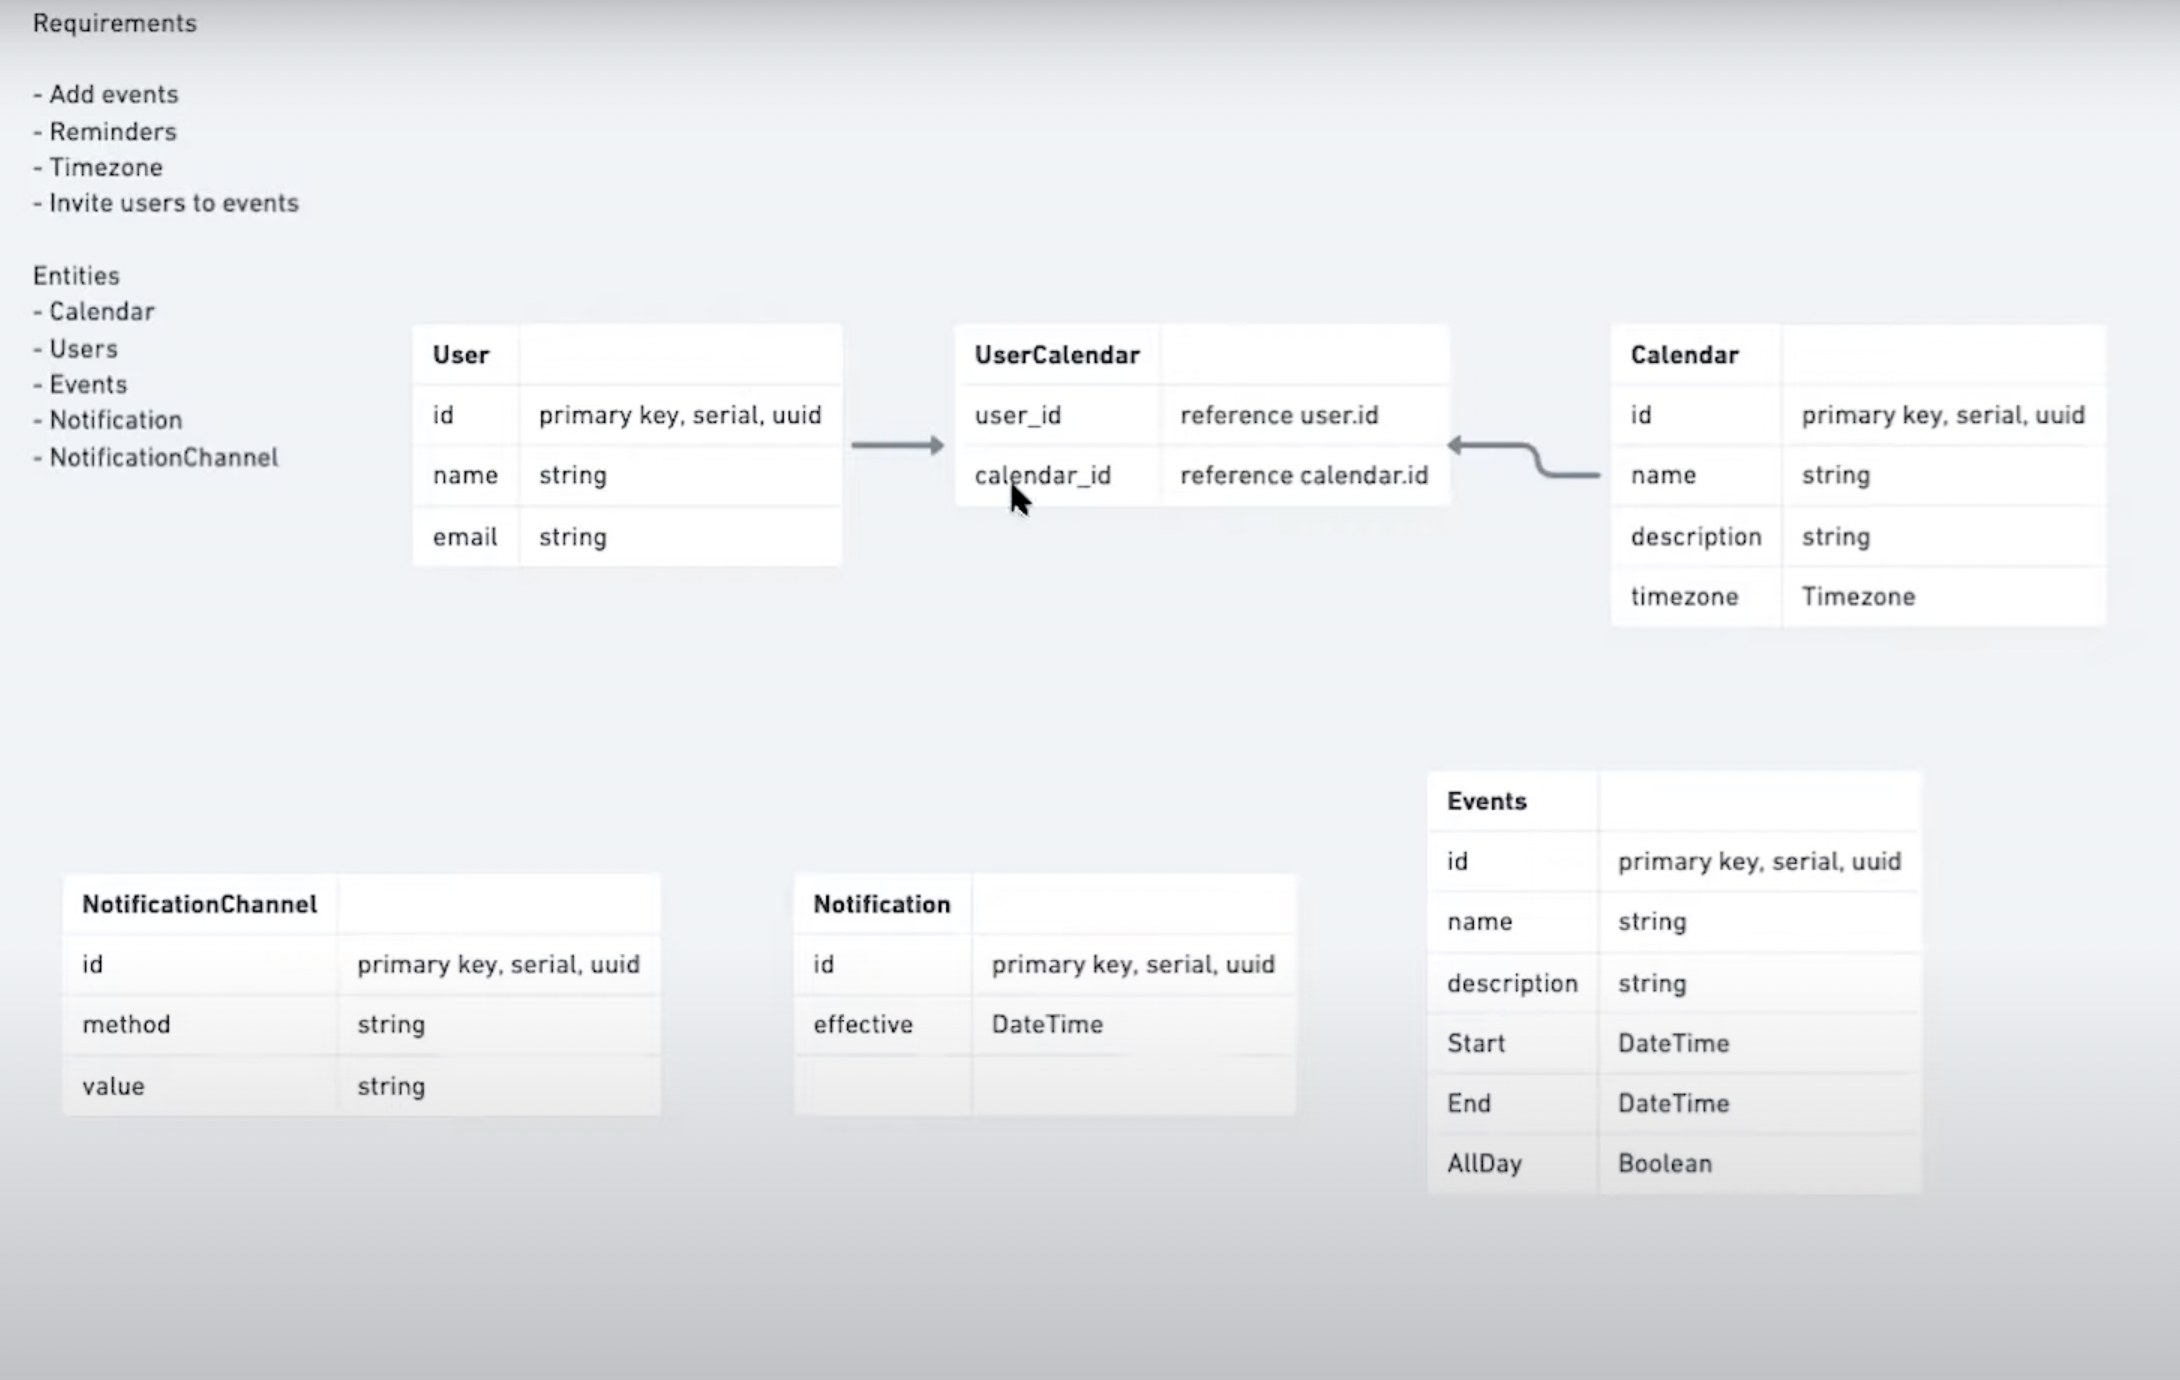 Requirements
- Add events
- Reminders
- Timezone
- Invite users to events
Entities
- Calendar
- Users
- Events
- Notification
- NotificationChannel
User
id primary key, serial, uuid
name string
email string
UserCalendar
user_id reference user.id
calendar_id reference calendar.id
Calendar
id primary key, serial, uuid
name string
description string
timezone Timezone
NotificationChannel
id primary key, serial, uuid
method string
value string
Notification
id primary key, serial, uuid
effective DateTime
Events
id primary key, serial, uuid
name string
description string
Start DateTime
End DateTime
AllDay Boolean